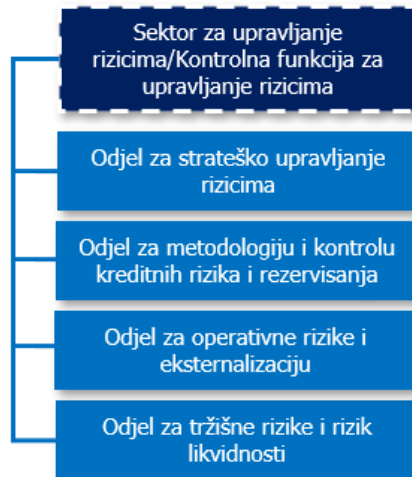 Sektor za upravljanje
rizicima/Kontrolna funkcija za
upravljanje rizicima
Odjel za strateško upravljanje
rizicima
Odjel za metodologiju i kontrolu
kreditnih rizika i rezervisanja
Odjel za operativne rizike i
eksternalizaciju
Odjel za tržišne rizike i rizik
likvidnosti